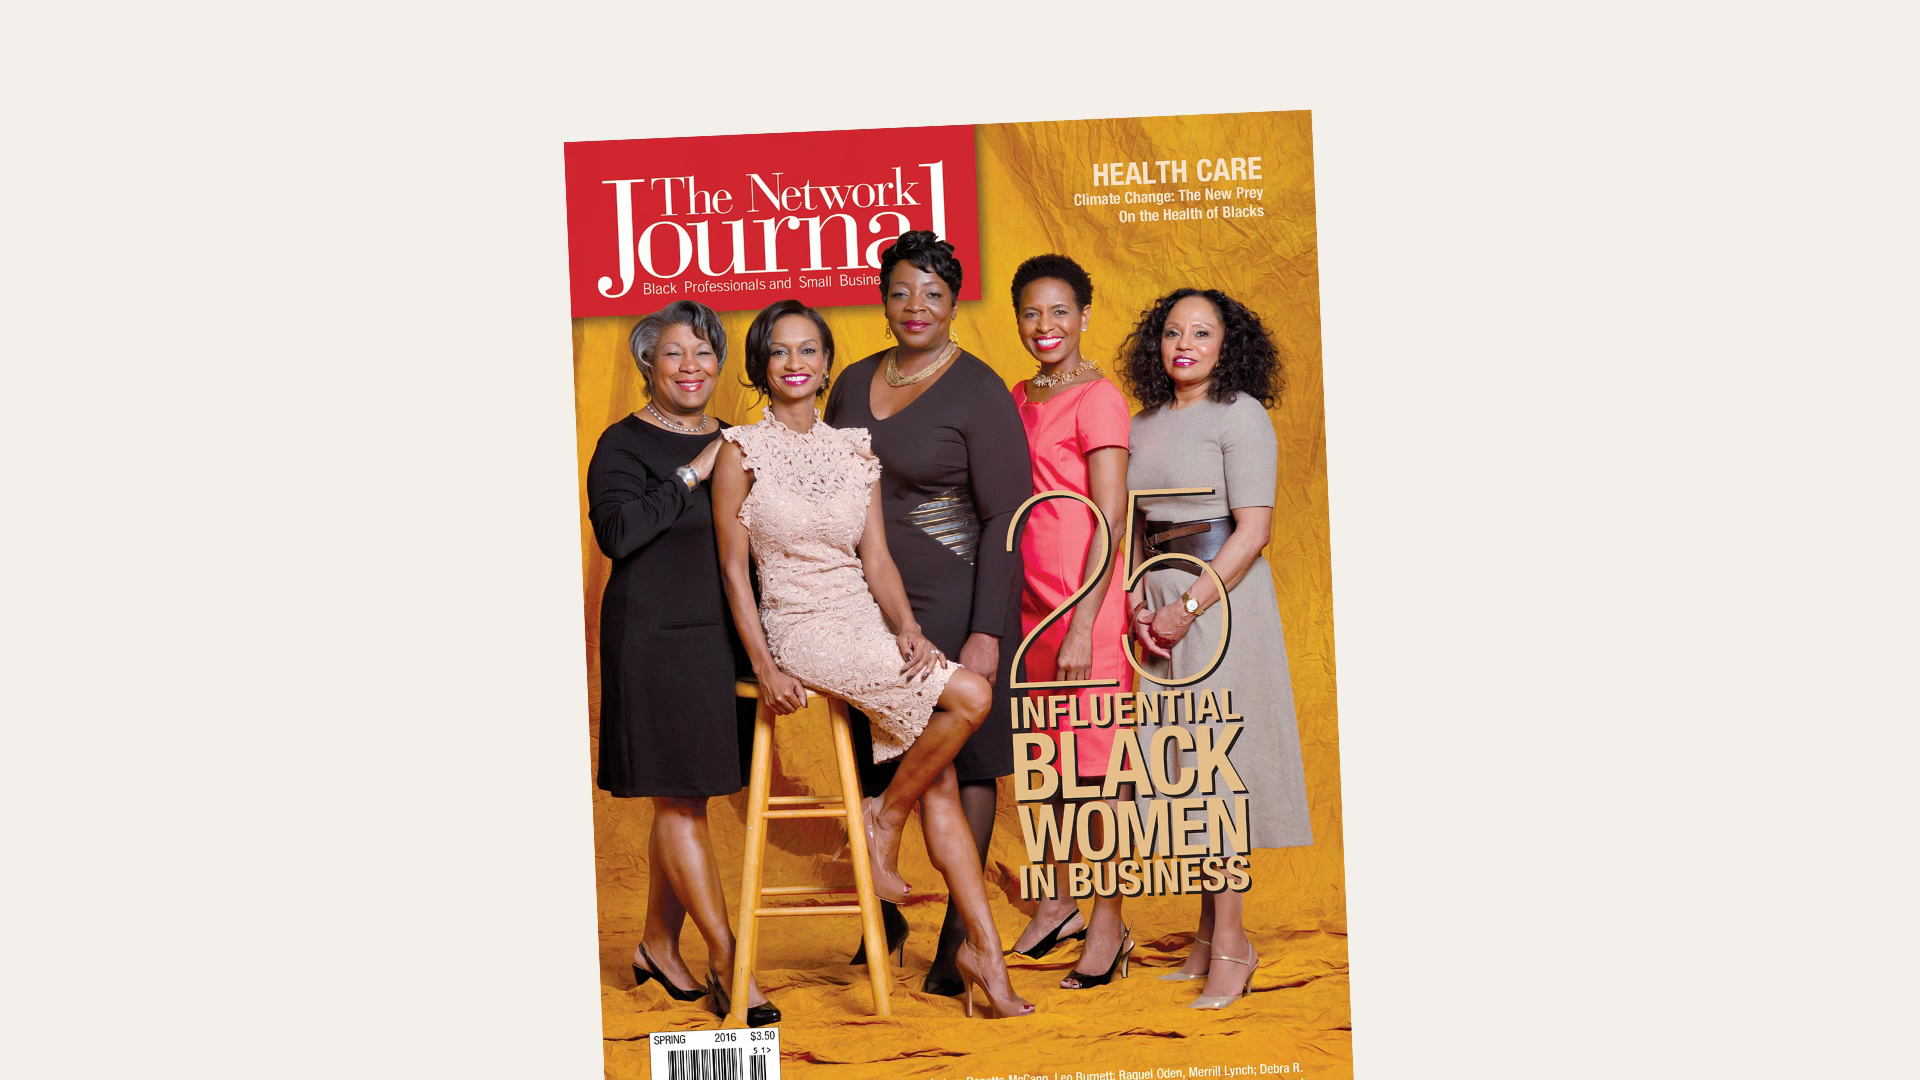 The Network
Journal
Black Professionals and Small Busine
HEALTH CARE
Climate Change: The New Prey
On the Health of Blacks
25
INFLUENTIAL
BLACK
WOMEN
IN BUSINESS
SPRING 2016 $3.50
5 1>
McCann, Leo Burnett; Raquel Oden, Merrill Lynch; Debra R.